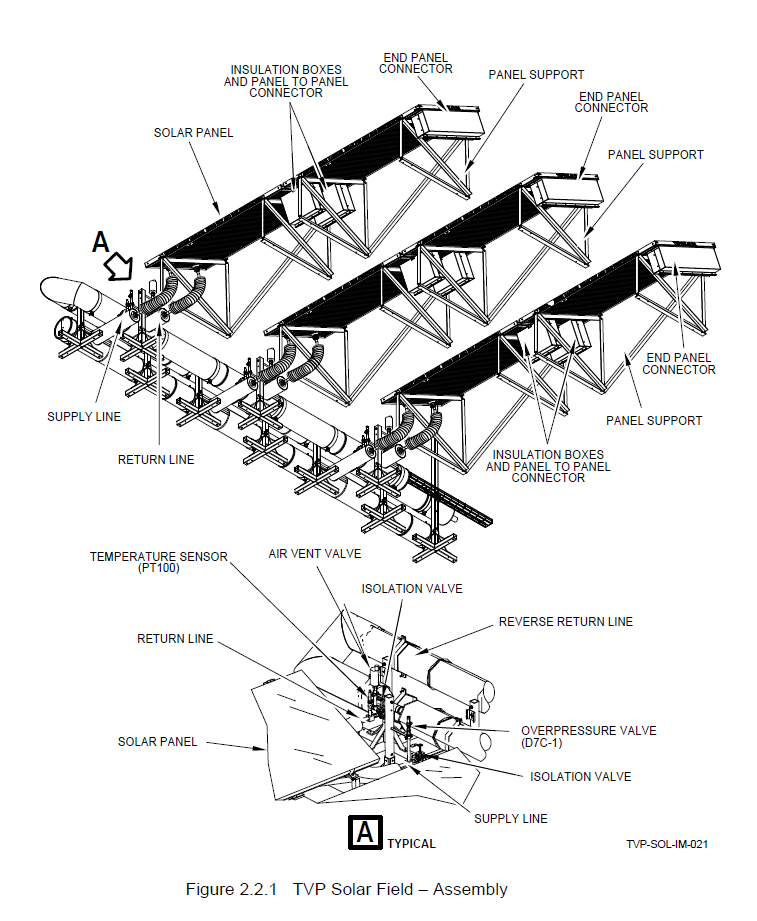 END PANEL
CONNECTOR
INSULATION BOXES
AND PANEL TO PANEL
CONNECTOR
PANEL SUPPORT
END PANEL
CONNECTOR
SOLAR PANEL
PANEL SUPPORT
A
END PANEL
CONNECTOR
SUPPLY LINE
PANEL SUPPORT
RETURN LINE
INSULATION BOXES
AND PANEL TO PANEL
CONNECTOR
TEMPERATURE SENSOR
(PT100)
AIR VENT VALVE
ISOLATION VALVE
RETURN LINE
REVERSE RETURN LINE
SOLAR PANEL
OVERPRESSURE VALVE
(D7C-1)
ISOLATION VALVE
SUPPLY LINE
A TYPICAL
TVP-SOL-IM-021
Figure 2.2.1 TVP Solar Field – Assembly